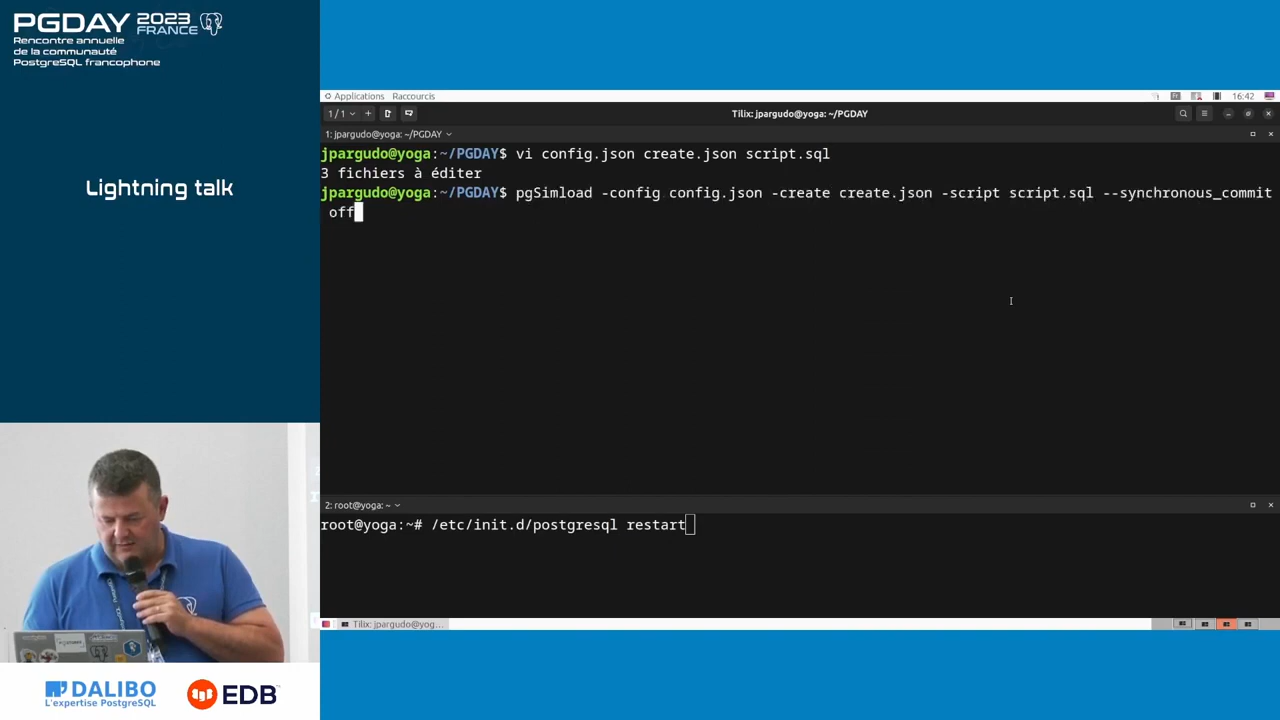 PGDAY 2023 FRANCE
Rencontre annuelle
de la communauté
PostgreSQL francophone
Lightning talk
Applications Raccourcis
16:42
1 / 1
Tilix: jpargudo@yoga: ~/PGDAY
1: jpargudo@yoga: ~/PGDAY
jpargudo@yoga:~/PGDAY$ vi config.json create.json script.sql
3 fichiers à éditer
jpargudo@yoga:~/PGDAY$ pgSimload -config config.json -create create.json -script script.sql --synchronous_commit
off
2: root@yoga: ~
root@yoga:~# /etc/init.d/postgresql restart
Tilix: jpargudo@yog...
DALIBO
L'expertise PostgreSQL
EDB